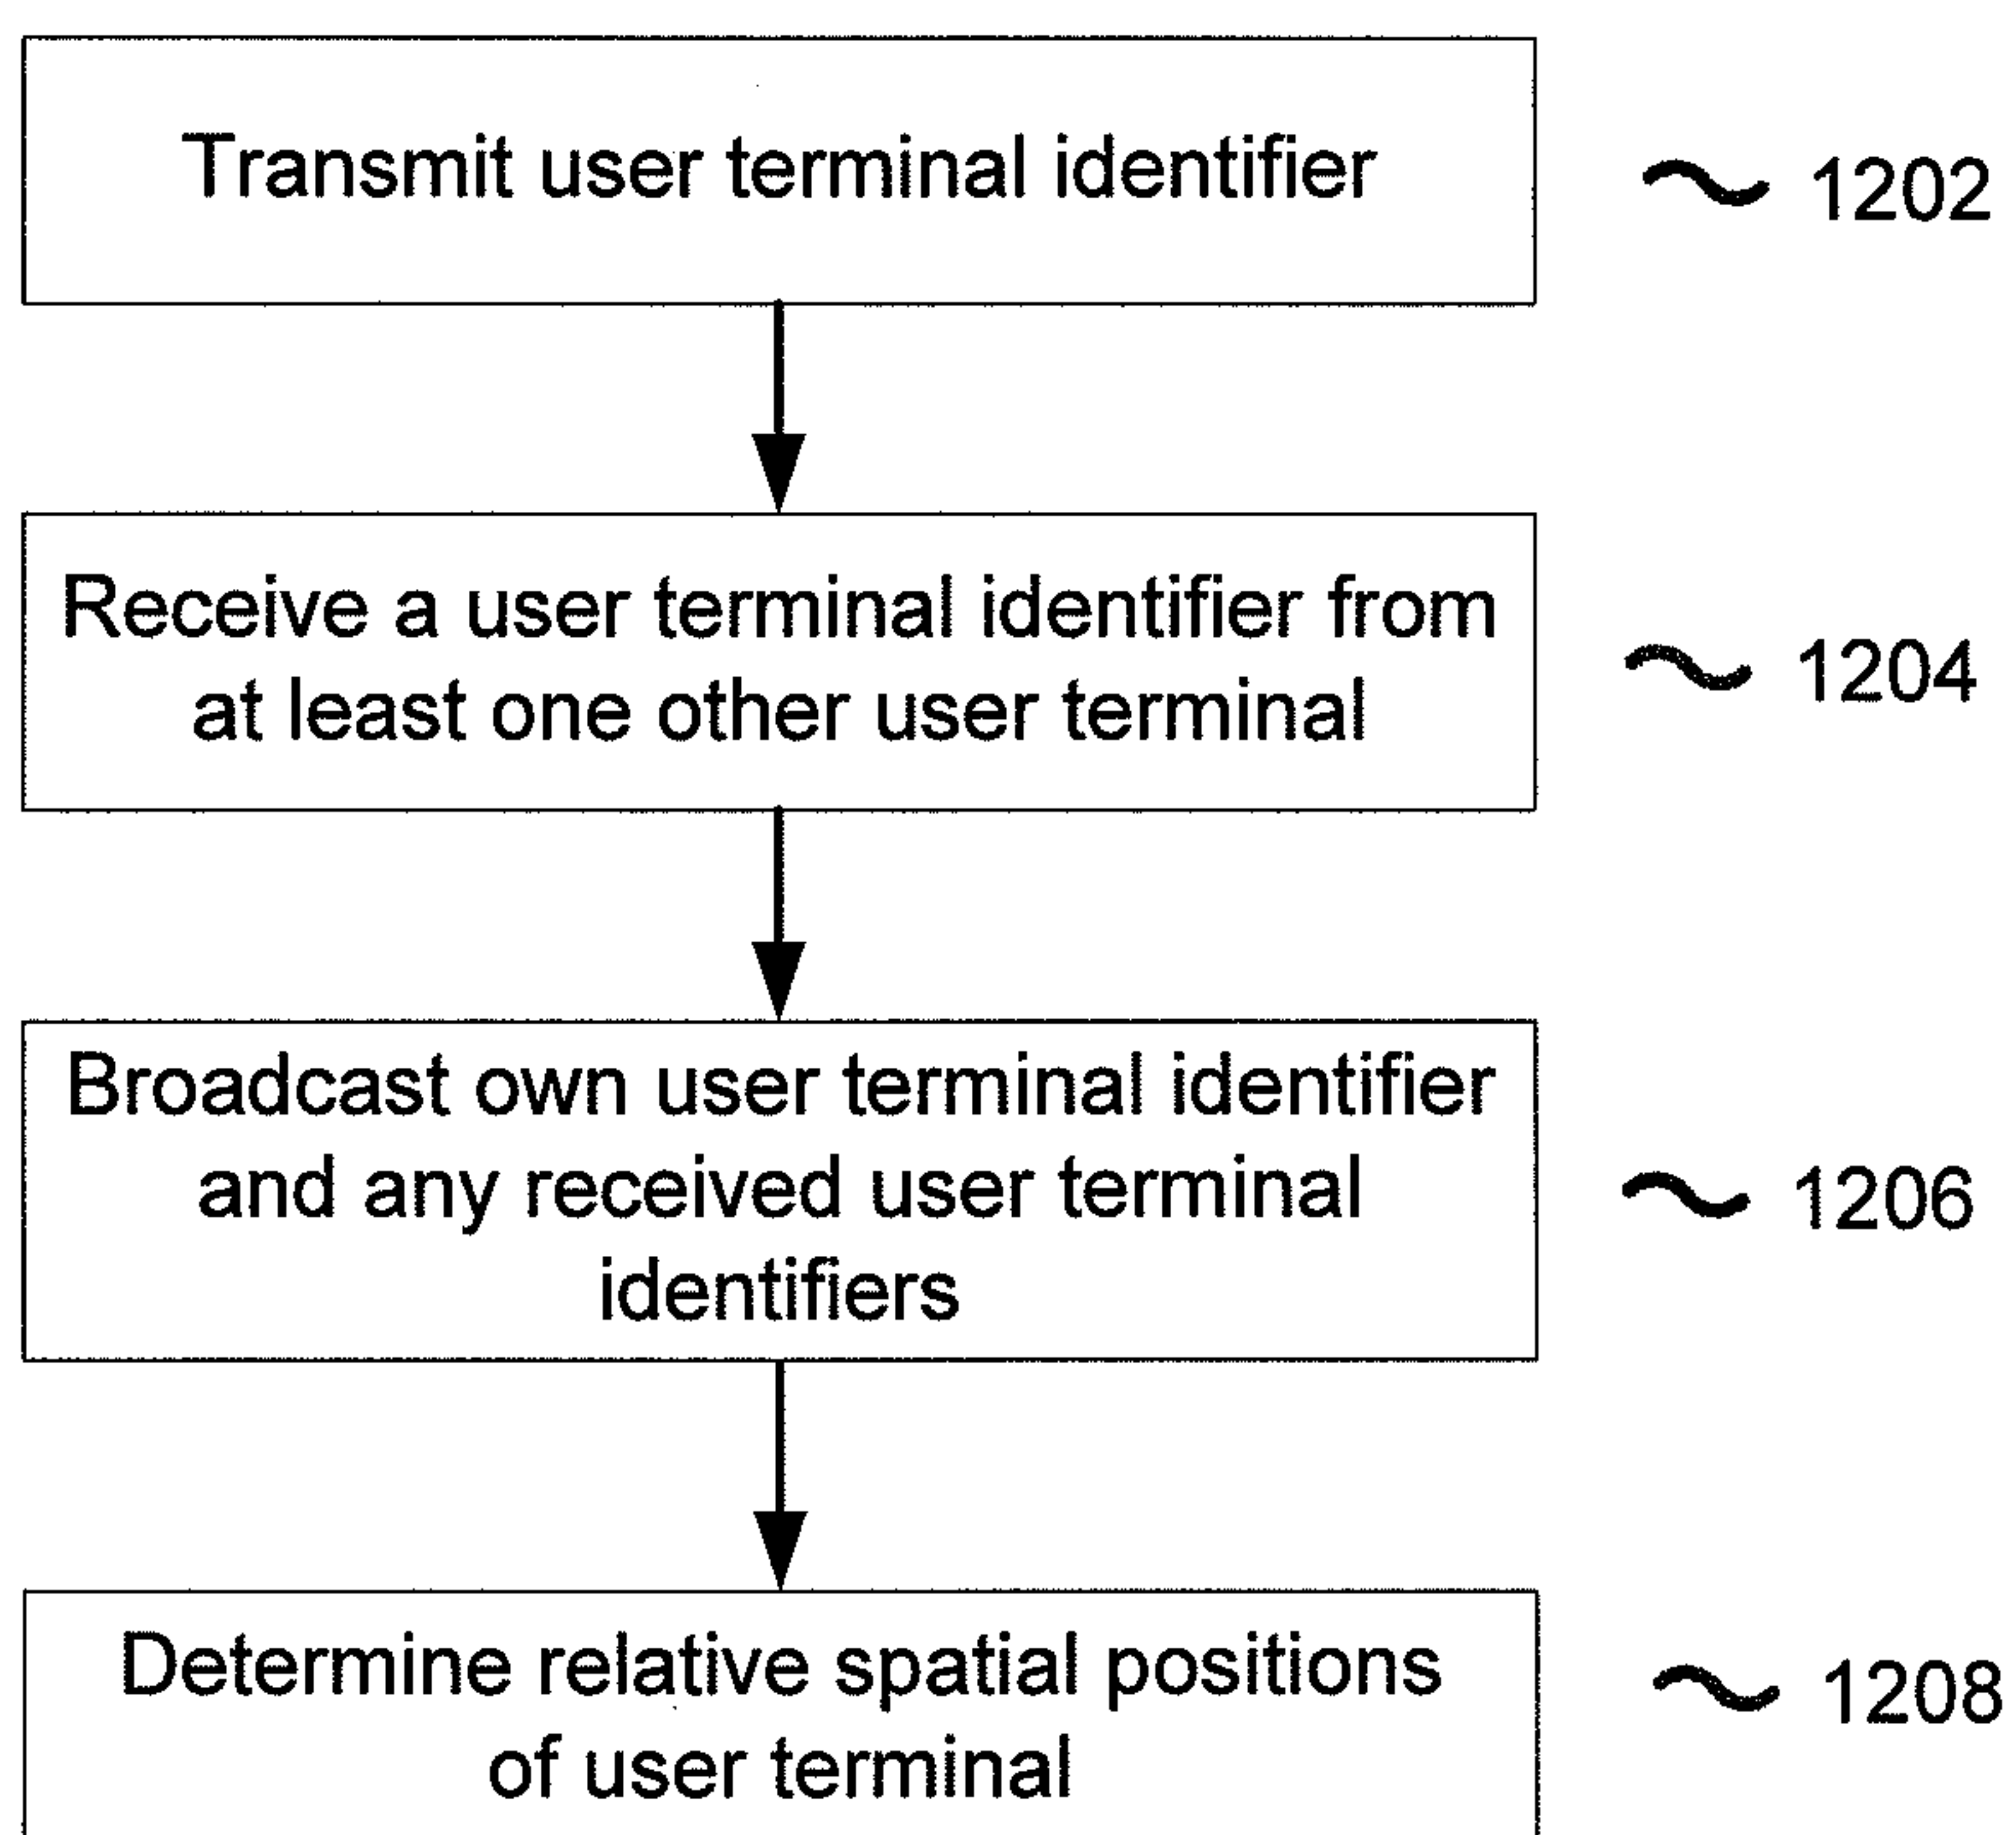 Transmit user terminal identifier
~ 1202
Receive a user terminal identifier from
at least one other user terminal
~ 1204
Broadcast own user terminal identifier
and any received user terminal
identifiers
~ 1206
Determine relative spatial positions
of user terminal
~ 1208